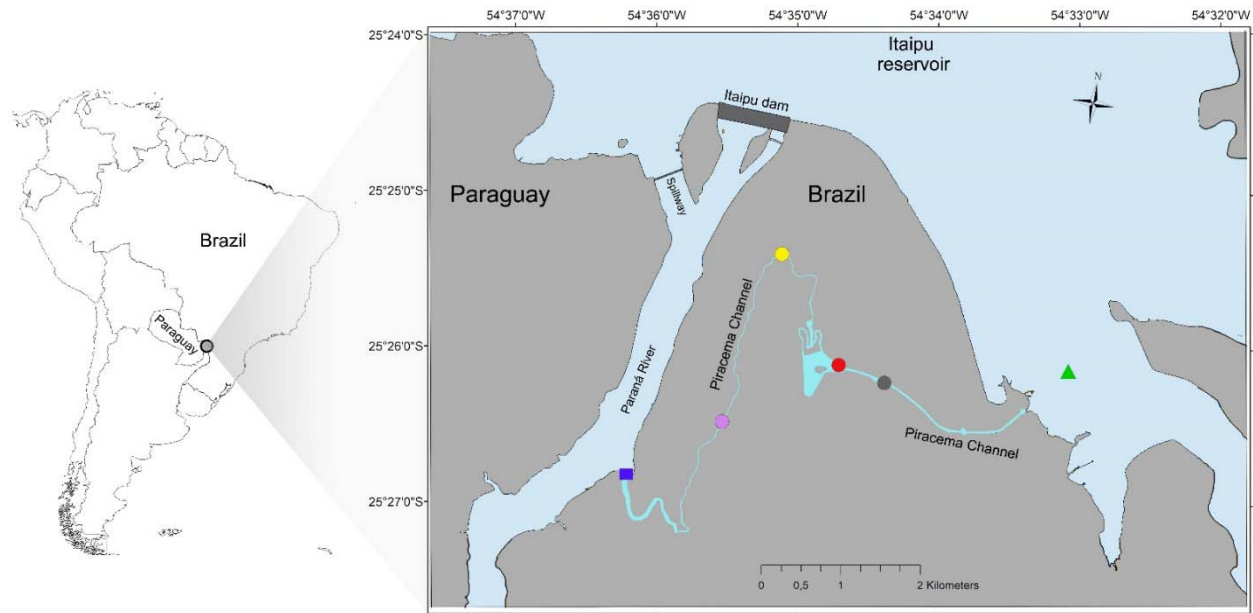 54°37'0"W
54°36'0"W
54°35'0"W
54°34'0"W
54°33'0"W
54°32'0"W
25°24'0"S
25°25'0"S
25°26'0"S
25°27'0"S
Brazil
Paraguay
Itaipu
reservoir
N
Itaipu dam
Spillway
Paraguay
Brazil
Piracema Channel
Paraná River
Piracema Channel
0 0,5 1 2 Kilometers